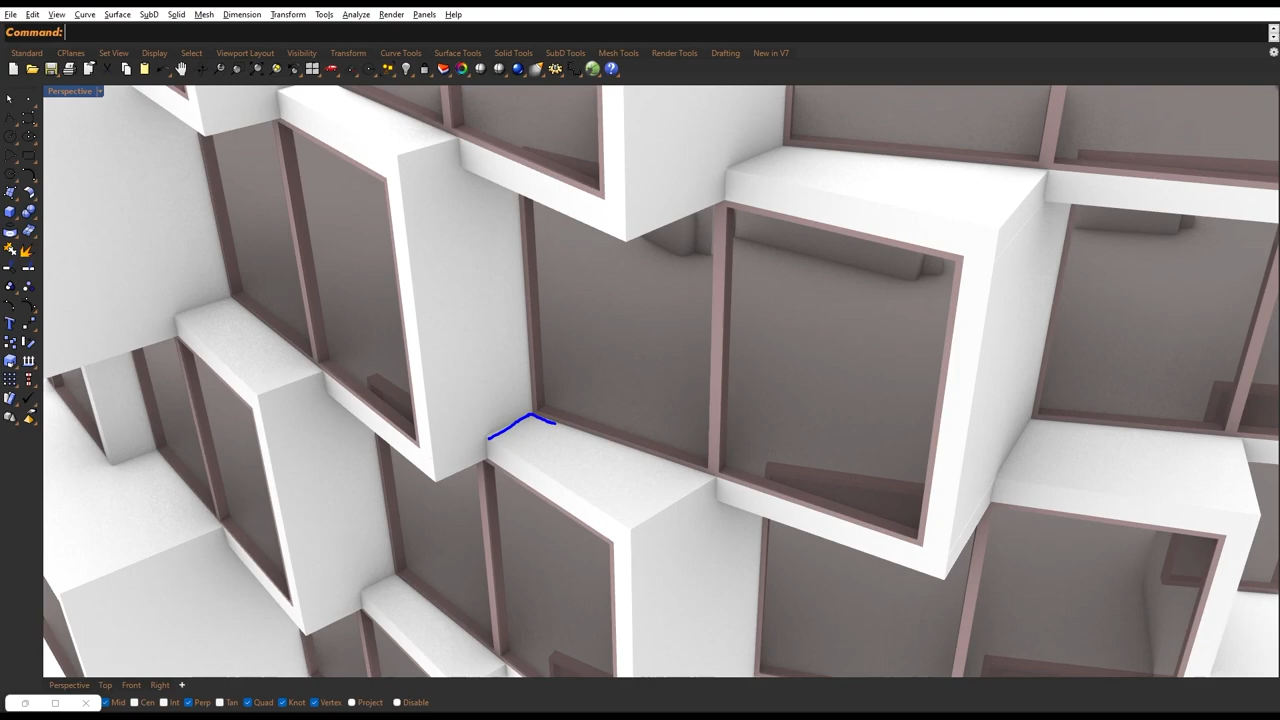 File Edit View Curve Surface SubD Solid Mesh Dimension Transform Tools Analyze Render Panels Help
Command:
Standard CPlanes Set View Display Select Viewport Layout Visibility Transform Curve Tools Surface Tools Solid Tools SubD Tools Mesh Tools Render Tools Drafting New in V7
Perspective
Perspective Top Front Right
Mid Cen Int Perp Tan Quad Knot Vertex Project Disable